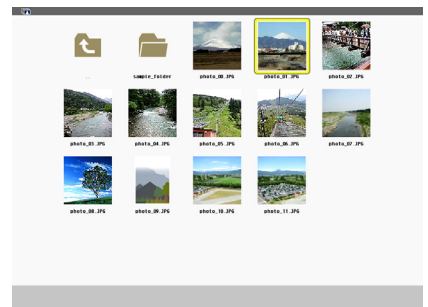 ..
sample_folder
photo_00.JPG
photo_01.JPG
photo_02.JPG
photo_03.JPG
photo_04.JPG
photo_05.JPG
photo_06.JPG
photo_07.JPG
photo_08.JPG
photo_09.JPG
photo_10.JPG
photo_11.JPG